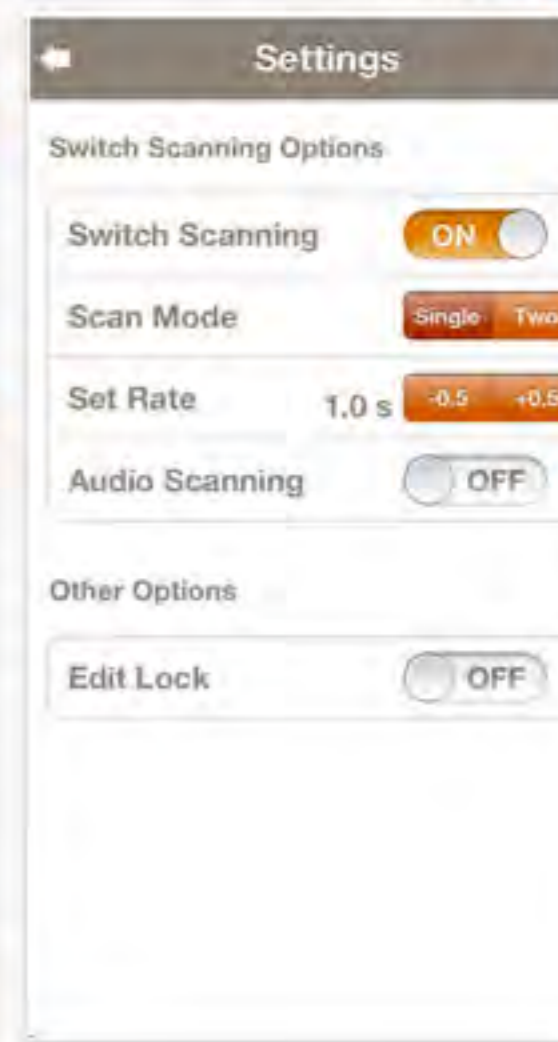 Settings
Switch Scanning Options
Switch Scanning ON
Scan Mode Single Two
Set Rate 1.0 s -0.5 +0.5
Audio Scanning OFF
Other Options
Edit Lock OFF